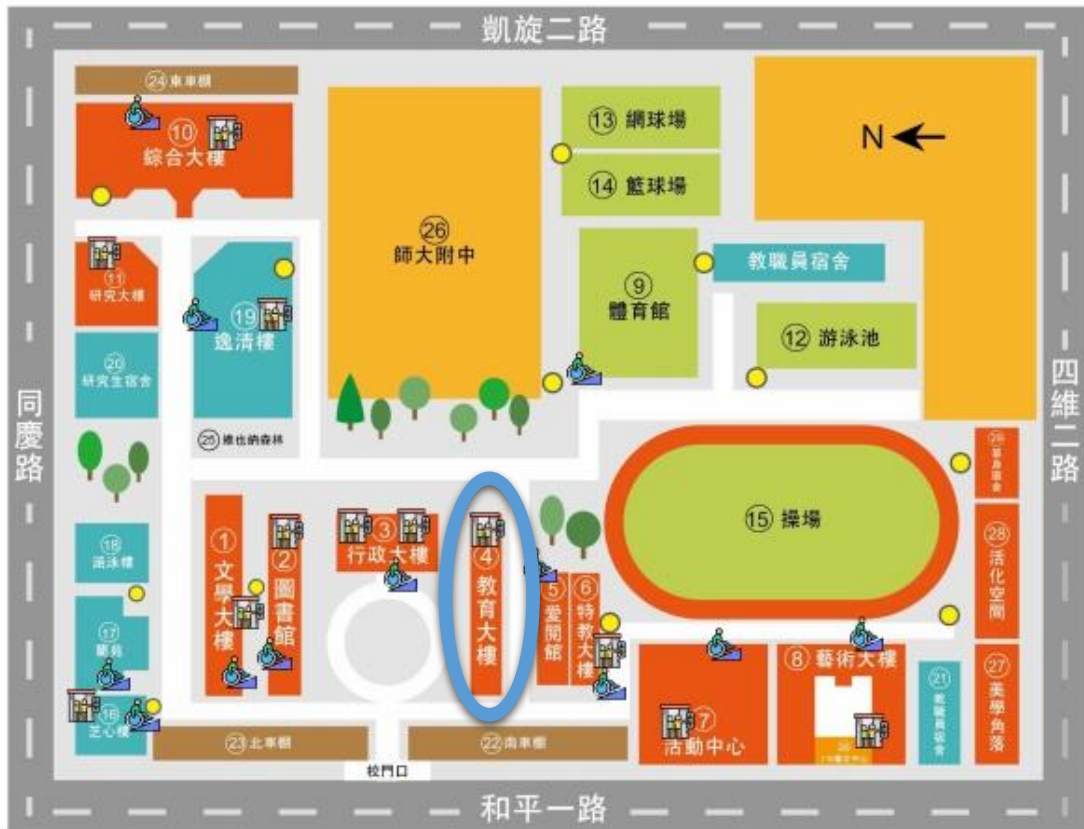 凱旋二路
24 東車棚
10
綜合大樓
13 網球場
14 籃球場
N
26
師大附中
11
研究大樓
19
逸清樓
20
研究生宿舍
9
體育館
教職員宿舍
12 游泳池
同慶路
四維二路
25 維也納森林
1 文學大樓
2 圖書館
3
行政大樓
4 教育大樓
5 愛閱館
6 特教大樓
15 操場
28 活化空間
18
涵泳樓
17
蘭苑
16
芝心樓
23 北車棚
22 南車棚
校門口
7
活動中心
8 藝術大樓
21 教職員宿舍
27 美學角落
和平一路